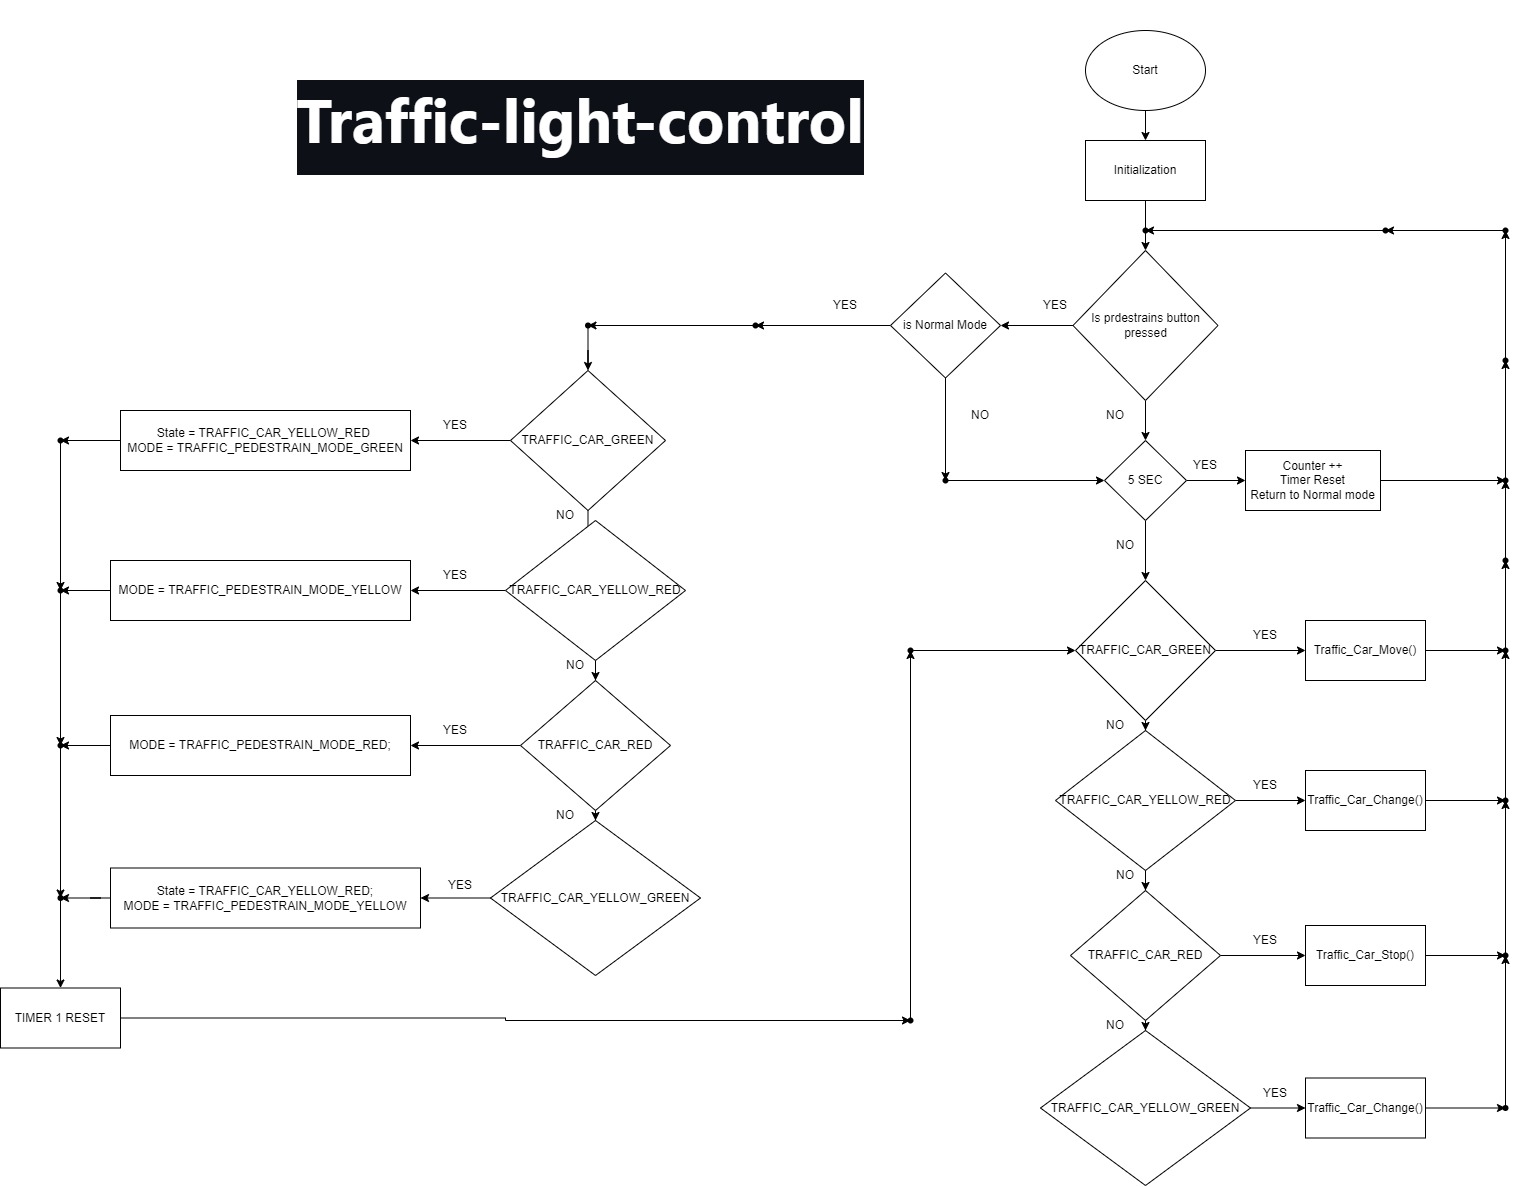 Start
Traffic-light-control
Initialization
YES
YES
is Normal Mode
Is prdestrains button
pressed
NO
NO
5 SEC
YES
Counter ++
Timer Reset
Return to Normal mode
NO
TRAFFIC_CAR_GREEN
YES
State = TRAFFIC_CAR_YELLOW_RED
MODE = TRAFFIC_PEDESTRAIN_MODE_GREEN
NO
TRAFFIC_CAR_YELLOW_RED
YES
MODE = TRAFFIC_PEDESTRAIN_MODE_YELLOW
NO
TRAFFIC_CAR_RED
YES
MODE = TRAFFIC_PEDESTRAIN_MODE_RED;
NO
TRAFFIC_CAR_YELLOW_GREEN
YES
State = TRAFFIC_CAR_YELLOW_RED;
MODE = TRAFFIC_PEDESTRAIN_MODE_YELLOW
TIMER 1 RESET
TRAFFIC_CAR_GREEN
YES
Traffic_Car_Move()
NO
TRAFFIC_CAR_YELLOW_RED
YES
Traffic_Car_Change()
NO
TRAFFIC_CAR_RED
YES
Traffic_Car_Stop()
NO
TRAFFIC_CAR_YELLOW_GREEN
YES
Traffic_Car_Change()